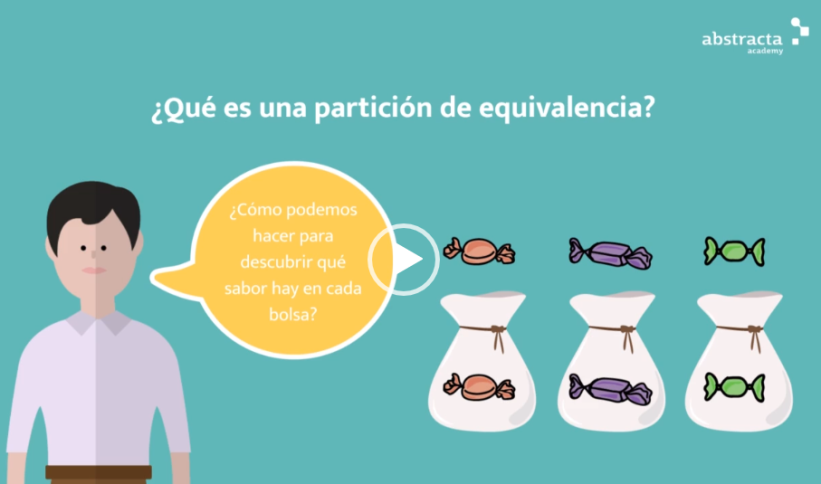 abstracta
academy
¿Qué es una partición de equivalencia?
¿Cómo podemos
hacer para
descubrir qué
sabor hay en cada
bolsa?